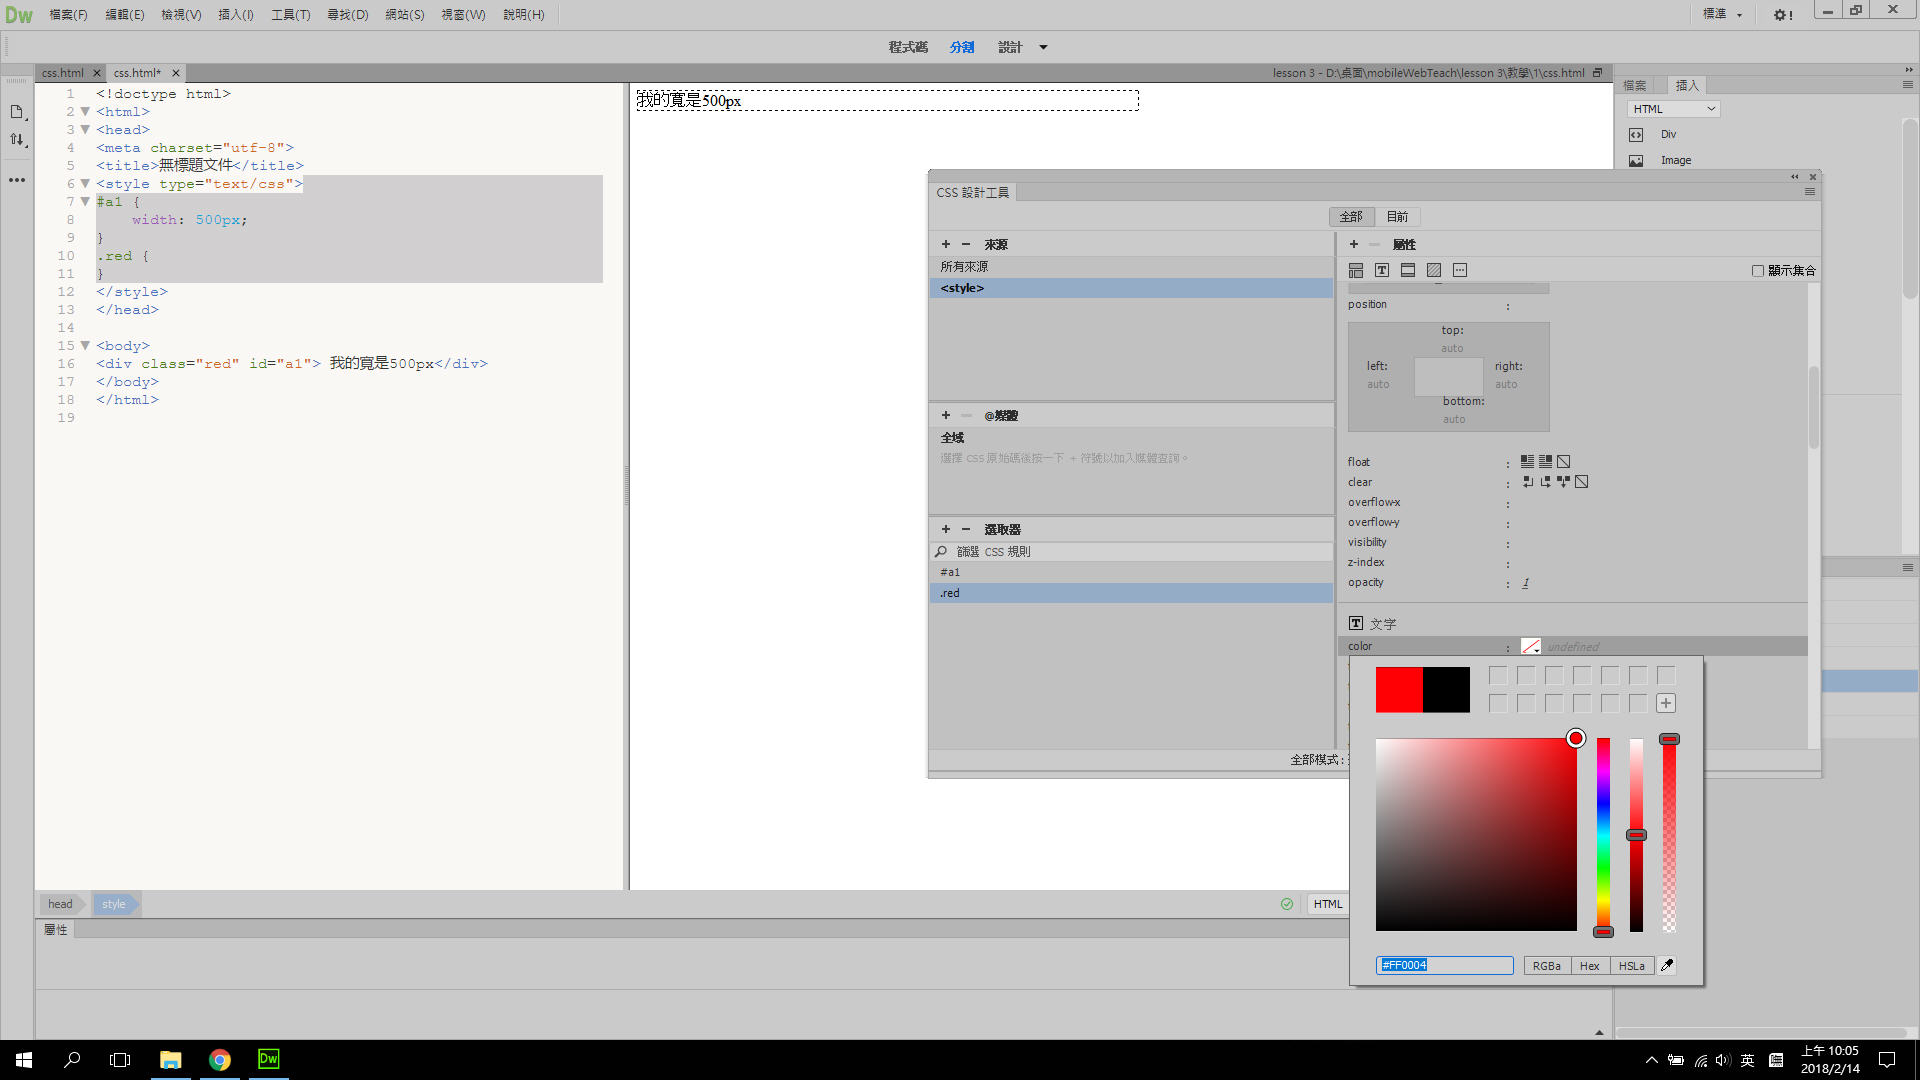 Dw 檔案(F) 編輯(E) 檢視(V) 插入(I) 工具(T) 尋找(D) 網站(S) 視窗(W) 說明(H) 標準
程式碼 分割 設計
css.html css.html* lesson 3 - D:\桌面\mobileWebTeach\lesson 3\教學\1\css.html
1 <!doctype html>
2 <html>
3 <head>
4 <meta charset="utf-8">
5 <title>無標題文件</title>
6 <style type="text/css">
7 #a1 {
8 width: 500px;
9 }
10 .red {
11 }
12 </style>
13 </head>
14
15 <body>
16 <div class="red" id="a1"> 我的寬是500px</div>
17 </body>
18 </html>
19
我的寬是500px
檔案 插入
HTML
Div
Image
CSS 設計工具
全部 目前
來源
所有來源
<style>
@媒體
全域
選擇 CSS 原始碼後按一下 + 符號以加入媒體查詢。
選取器
篩選 CSS 規則
#a1
.red
屬性
顯示集合
position :
top:
auto
left: right:
auto auto
bottom:
auto
float :
clear :
overflow-x :
overflow-y :
visibility :
z-index :
opacity : 1
文字
color : undefined
全部模式:
#FF0004 RGBa Hex HSLa
head style HTML
屬性
英
上午 10:05
2018/2/14